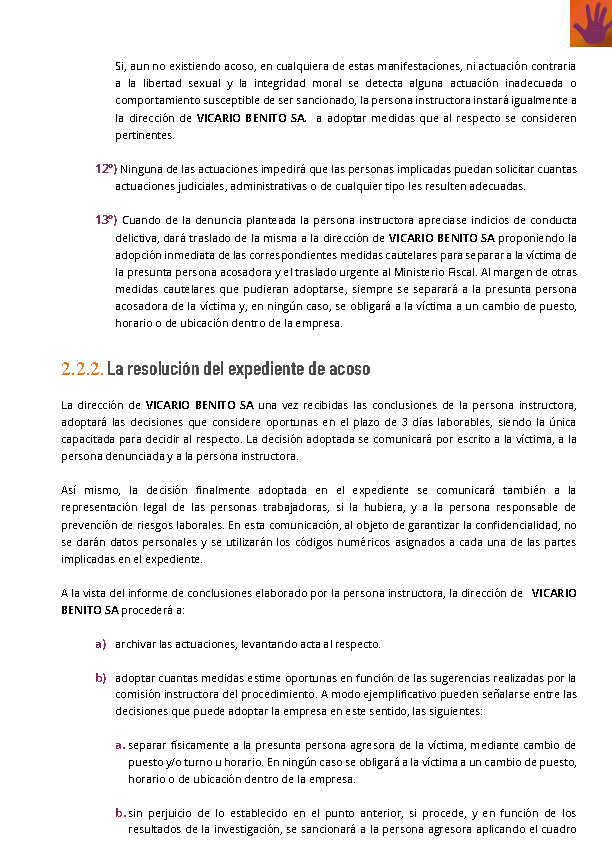 Si, aun no existiendo acoso, en cualquiera de estas manifestaciones, ni actuación contraria
a la libertad sexual y la integridad moral se detecta alguna actuación inadecuada o
comportamiento susceptible de ser sancionado, la persona instructora instará igualmente a
la dirección de VICARIO BENITO SA. a adoptar medidas que al respecto se consideren
pertinentes.
12º) Ninguna de las actuaciones impedirá que las personas implicadas puedan solicitar cuantas
actuaciones judiciales, administrativas o de cualquier tipo les resulten adecuadas.
13º) Cuando de la denuncia planteada la persona instructora apreciase indicios de conducta
delictiva, dará traslado de la misma a la dirección de VICARIO BENITO SA proponiendo la
adopción inmediata de las correspondientes medidas cautelares para separar a la víctima de
la presunta persona acosadora y el traslado urgente al Ministerio Fiscal. Al margen de otras
medidas cautelares que pudieran adoptarse, siempre se separará a la presunta persona
acosadora de la víctima y, en ningún caso, se obligará a la víctima a un cambio de puesto,
horario o de ubicación dentro de la empresa.
2.2.2. La resolución del expediente de acoso
La dirección de VICARIO BENITO SA una vez recibidas las conclusiones de la persona instructora,
adoptará las decisiones que considere oportunas en el plazo de 3 días laborables, siendo la única
capacitada para decidir al respecto. La decisión adoptada se comunicará por escrito a la víctima, a la
persona denunciada y a la persona instructora.
Así mismo, la decisión finalmente adoptada en el expediente se comunicará también a la
representación legal de las personas trabajadoras, si la hubiera, y a la persona responsable de
prevención de riesgos laborales. En esta comunicación, al objeto de garantizar la confidencialidad, no
se darán datos personales y se utilizarán los códigos numéricos asignados a cada una de las partes
implicadas en el expediente.
A la vista del informe de conclusiones elaborado por la persona instructora, la dirección de VICARIO
BENITO SA procederá a:
a) archivar las actuaciones, levantando acta al respecto.
b) adoptar cuantas medidas estime oportunas en función de las sugerencias realizadas por la
comisión instructora del procedimiento. A modo ejemplificativo pueden señalarse entre las
decisiones que puede adoptar la empresa en este sentido, las siguientes:
a. separar físicamente a la presunta persona agresora de la víctima, mediante cambio de
puesto y/o turno u horario. En ningún caso se obligará a la víctima a un cambio de puesto,
horario o de ubicación dentro de la empresa.
b. sin perjuicio de lo establecido en el punto anterior, si procede, y en función de los
resultados de la investigación, se sancionará a la persona agresora aplicando el cuadro